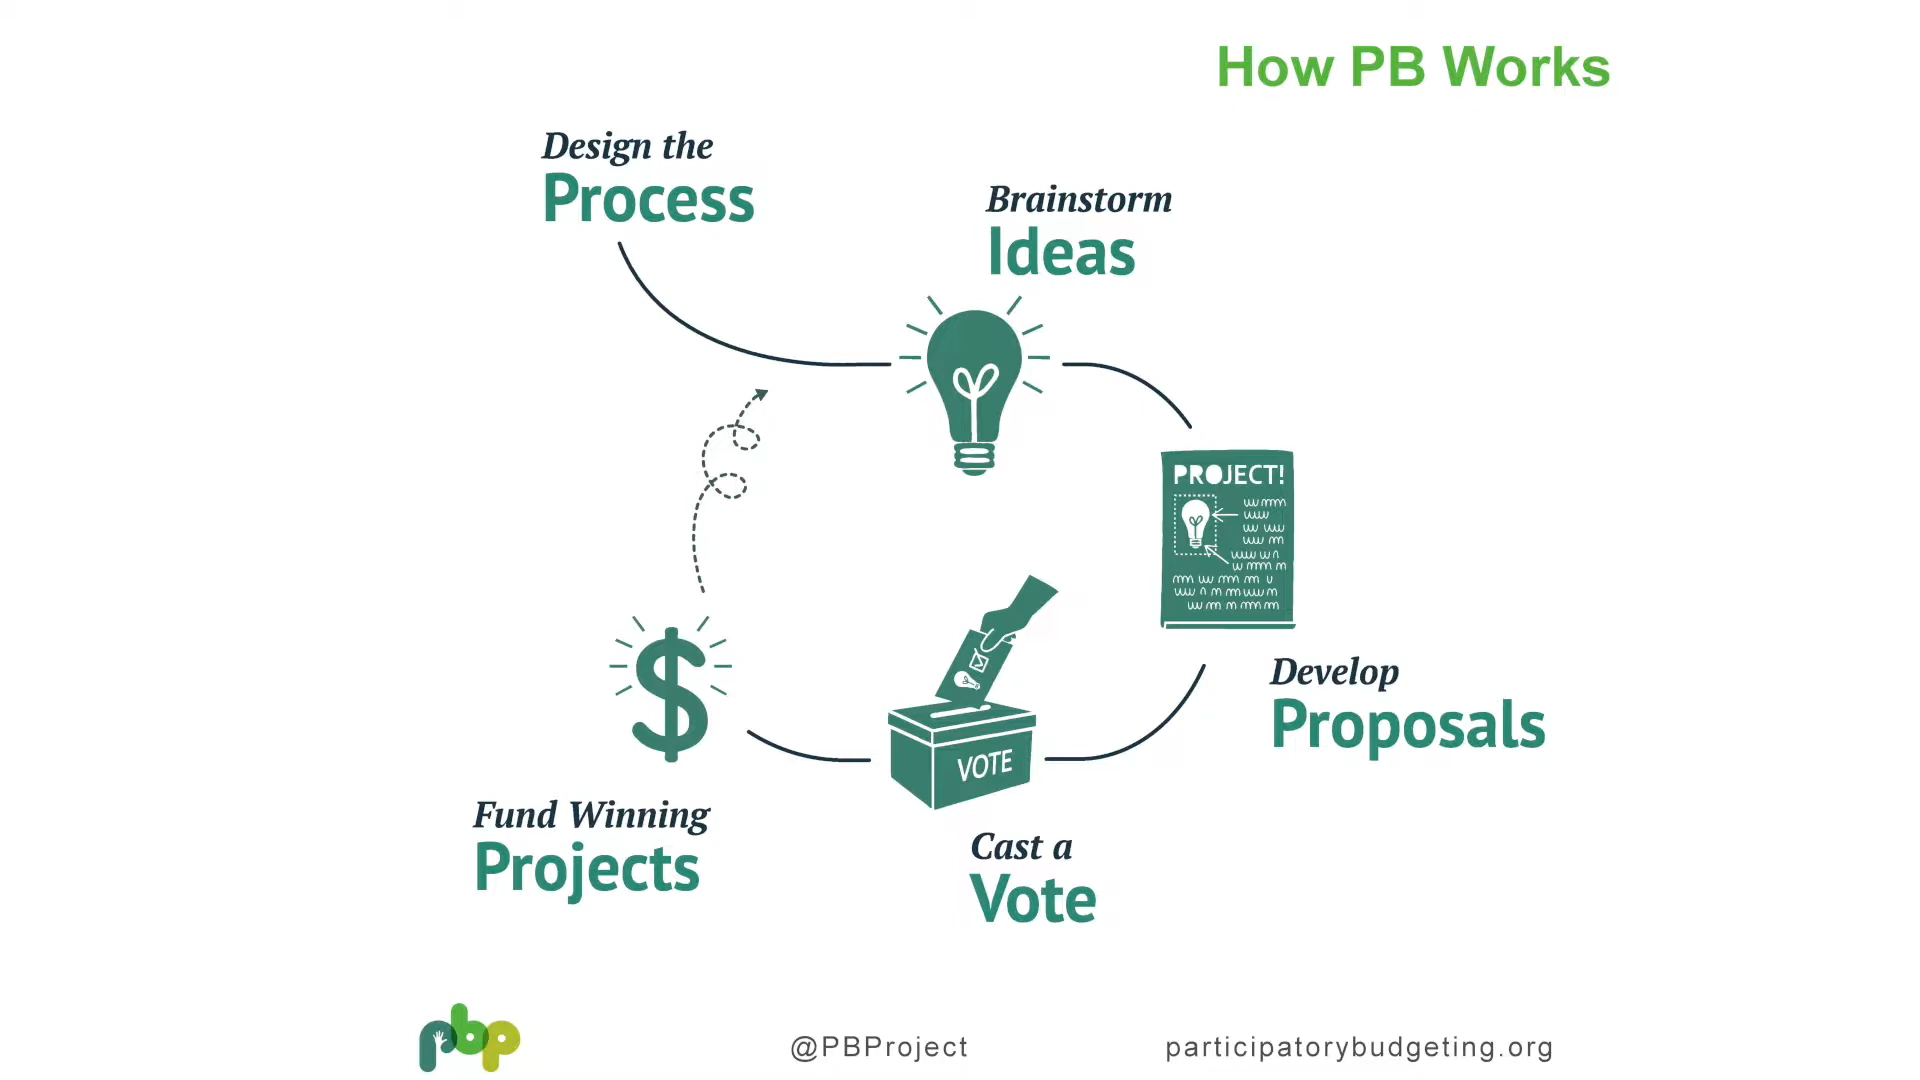 How PB Works
Design the
Process
Brainstorm
Ideas
PROJECT!
Develop
Proposals
VOTE
Cast a
Vote
Fund Winning
Projects
pbp
@PBProject
participatorybudgeting.org